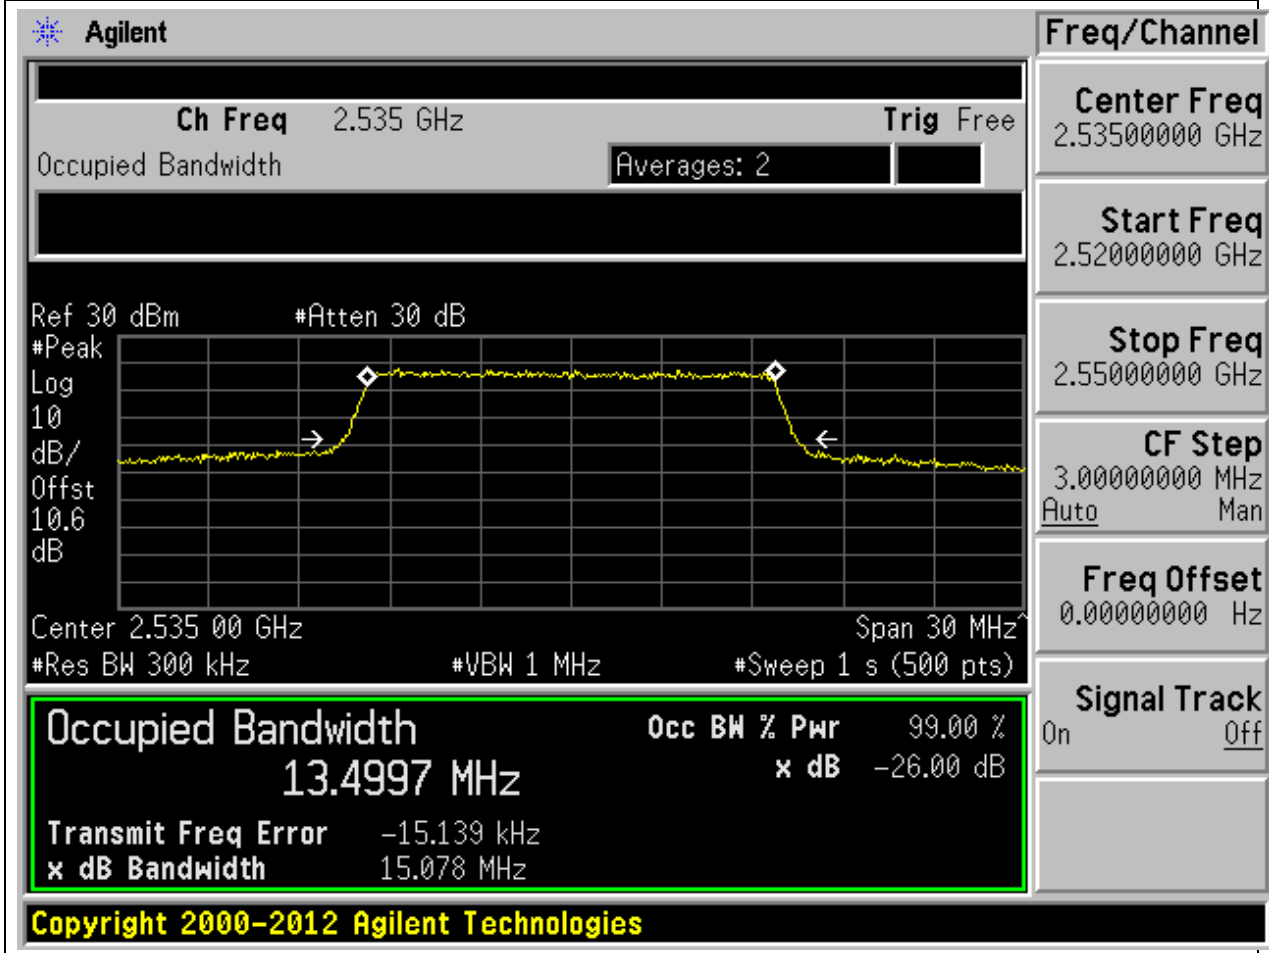 Agilent
Freq/Channel
Ch Freq 2.535 GHz Trig Free
Occupied Bandwidth Averages: 2
Center Freq
2.53500000 GHz
Start Freq
2.52000000 GHz
Stop Freq
2.55000000 GHz
CF Step
3.00000000 MHz
Auto Man
Freq Offset
0.00000000 Hz
Signal Track
On Off
Ref 30 dBm #Atten 30 dB
#Peak
Log
10
dB/
Offst
10.6
dB
Center 2.535 00 GHz Span 30 MHz^
#Res BW 300 kHz #VBW 1 MHz #Sweep 1 s (500 pts)
Occupied Bandwidth Occ BW % Pwr 99.00 %
13.4997 MHz x dB -26.00 dB
Transmit Freq Error -15.139 kHz
x dB Bandwidth 15.078 MHz
Copyright 2000-2012 Agilent Technologies